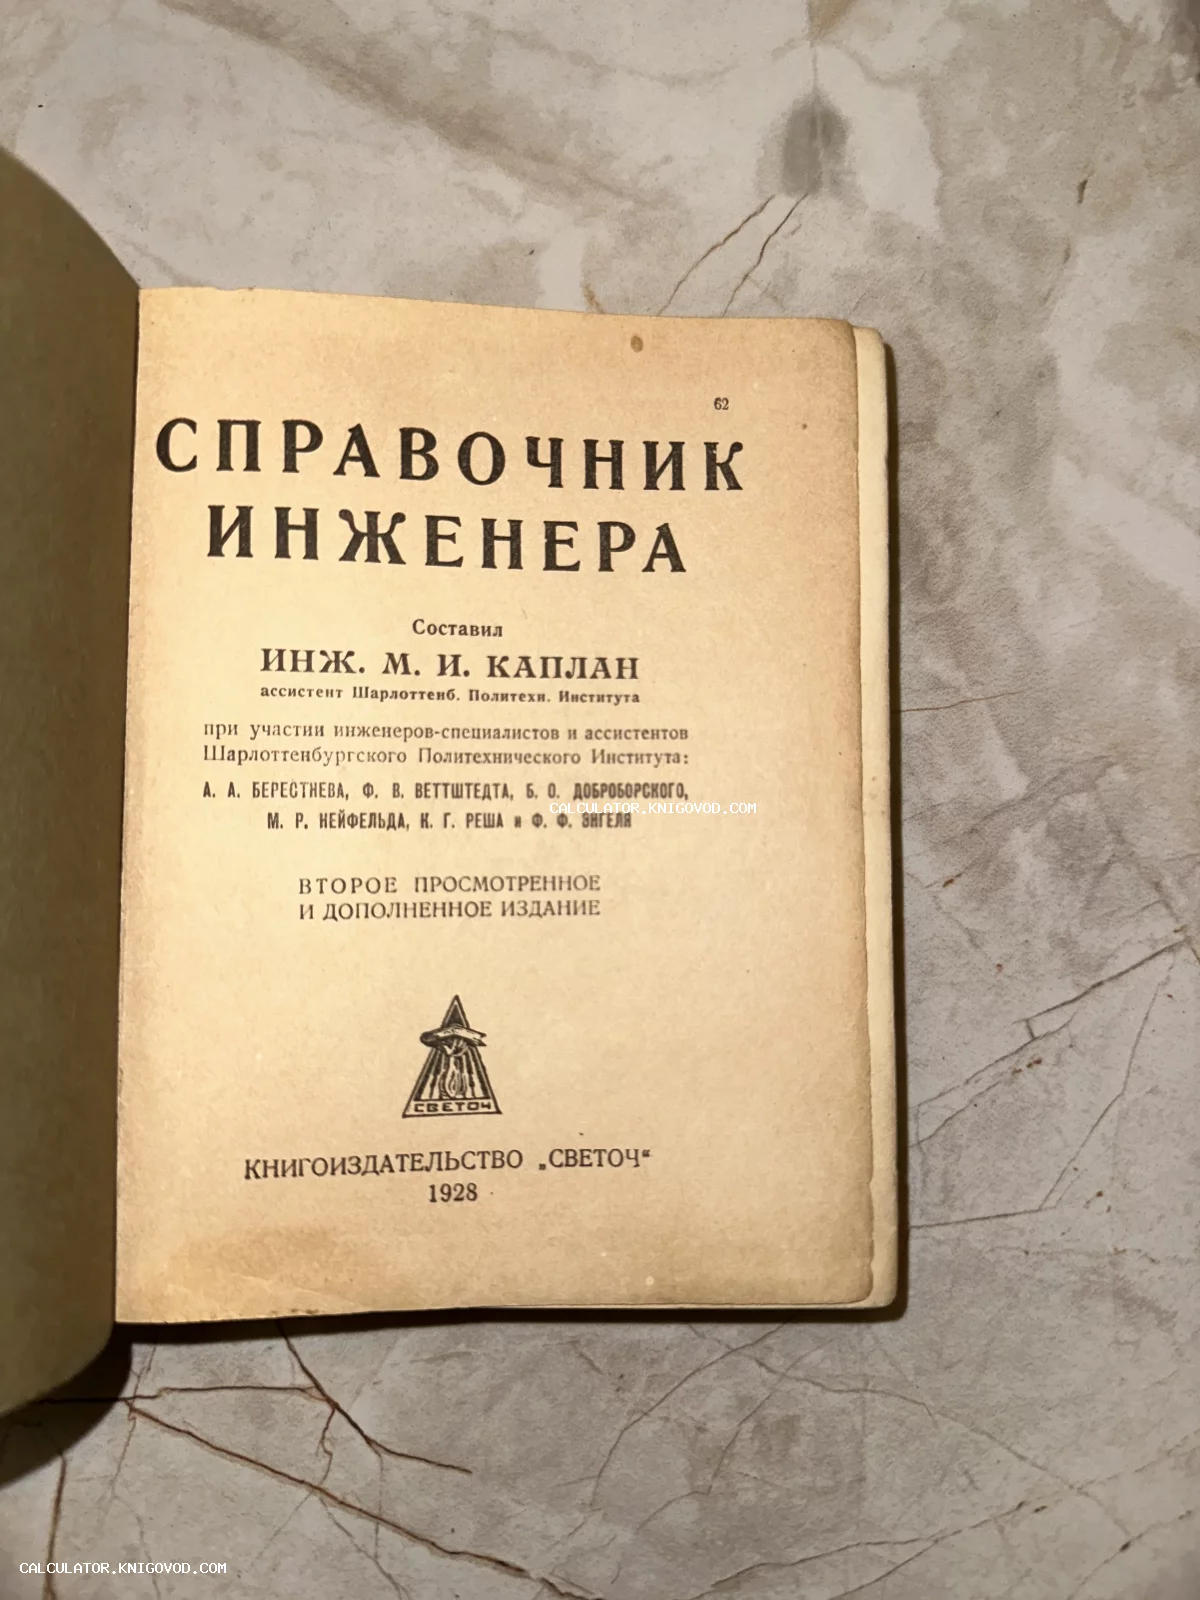 62
СПРАВОЧНИК
ИНЖЕНЕРА
Составил
ИНЖ. М. И. КАПЛАН
ассистент Шарлоттенб. Политехн. Института
при участии инженеров-специалистов и ассистентов
Шарлоттенбургского Политехнического Института:
А. А. БЕРЕСТНЕВА, Ф. В. ВЕТТШТЕДТА, Б. О. ДОБРОБОРСКОГО,
CALCULATOR.KNIGOVOD.COM
М. Р. НЕЙФЕЛЬДА, К. Г. РЕША и Ф. Ф. ЭНГЕЛЯ
ВТОРОЕ ПРОСМОТРЕННОЕ
И ДОПОЛНЕННОЕ ИЗДАНИЕ
СВЕТОЧ
КНИГОИЗДАТЕЛЬСТВО „СВЕТОЧ“
1928
CALCULATOR.KNIGOVOD.COM